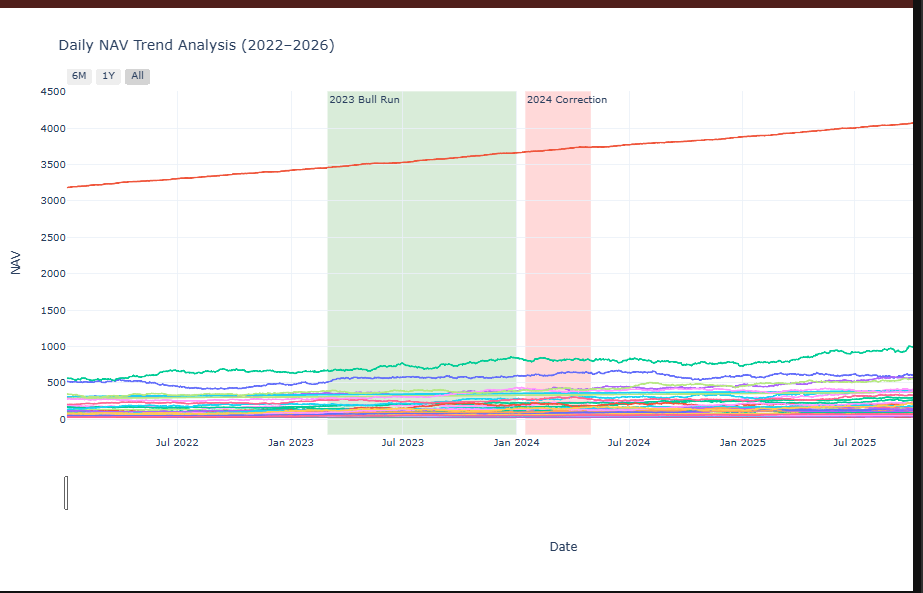 Daily NAV Trend Analysis (2022–2026)
6M 1Y All
2023 Bull Run 2024 Correction
4500
4000
3500
3000
2500
2000
1500
1000
500
0
NAV
Jul 2022 Jan 2023 Jul 2023 Jan 2024 Jul 2024 Jan 2025 Jul 2025
Date